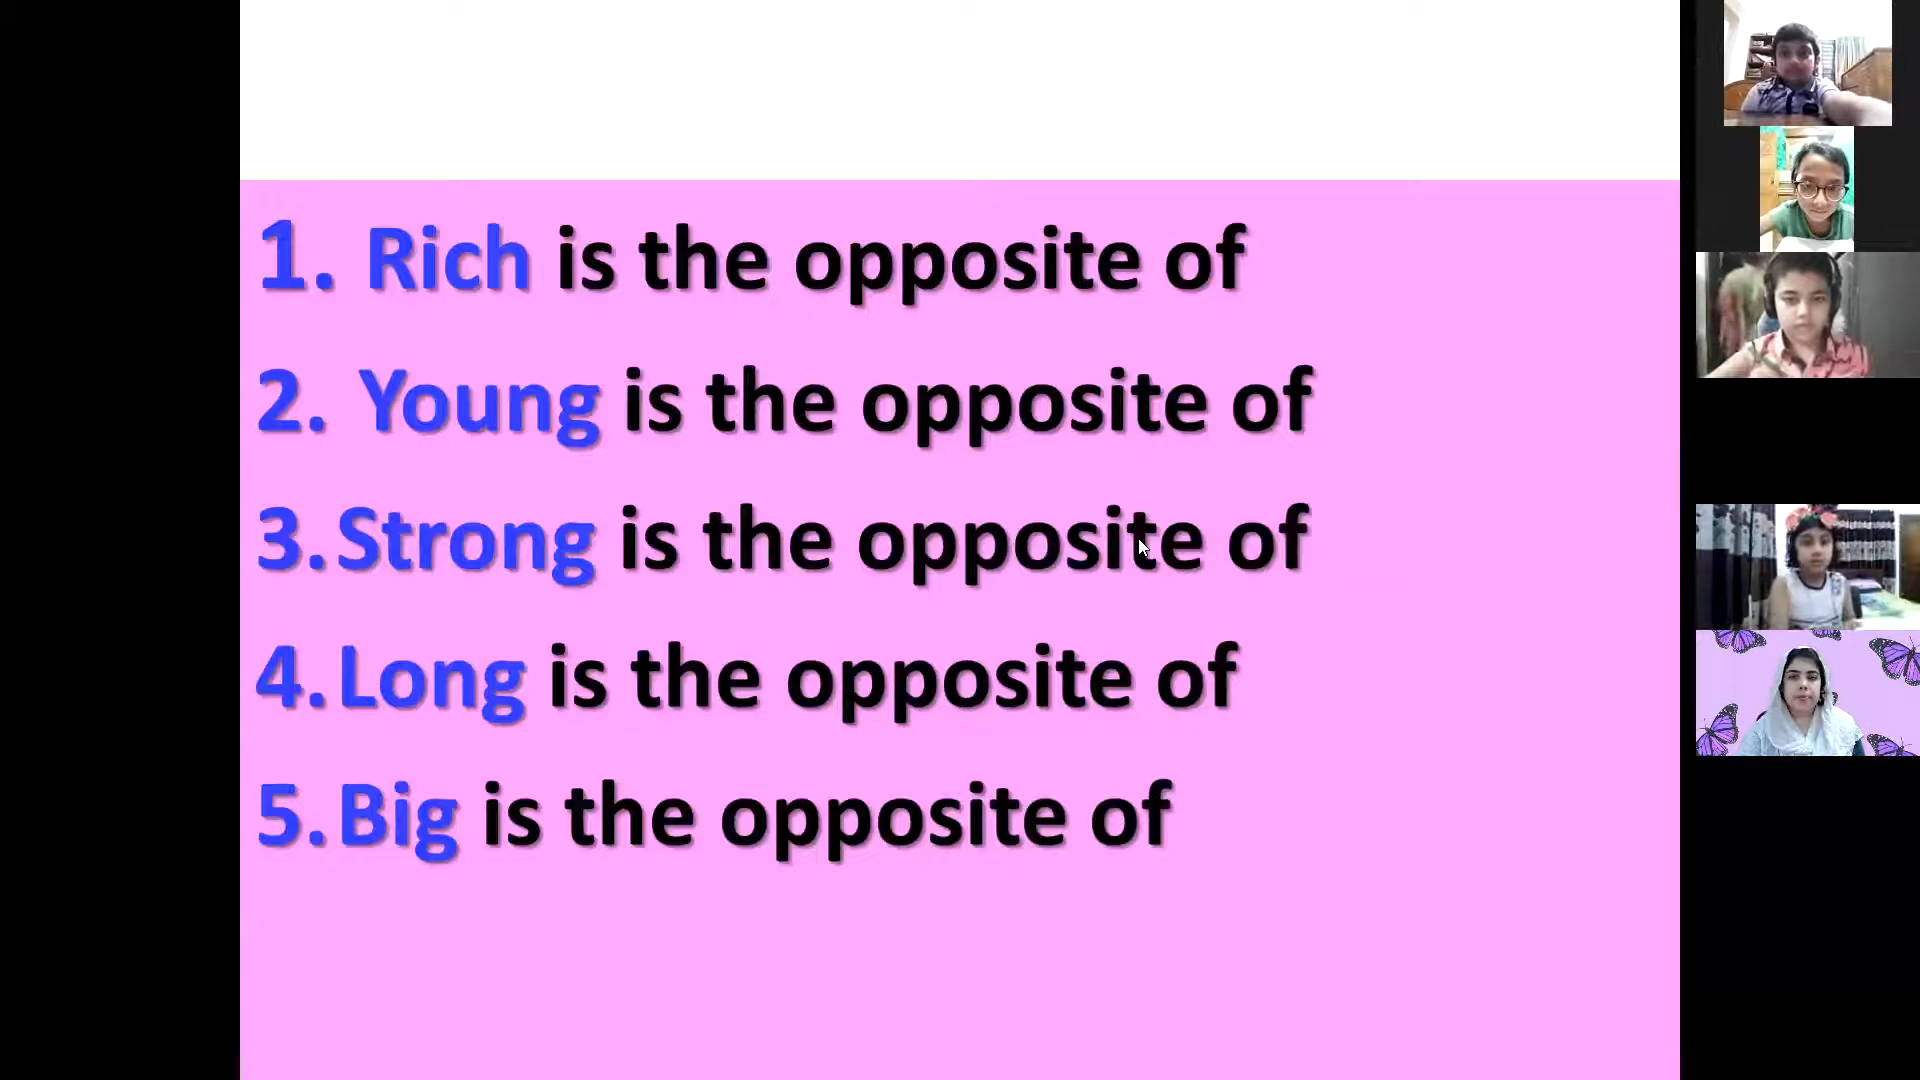 1. Rich is the opposite of
2. Young is the opposite of
3. Strong is the opposite of
4. Long is the opposite of
5. Big is the opposite of